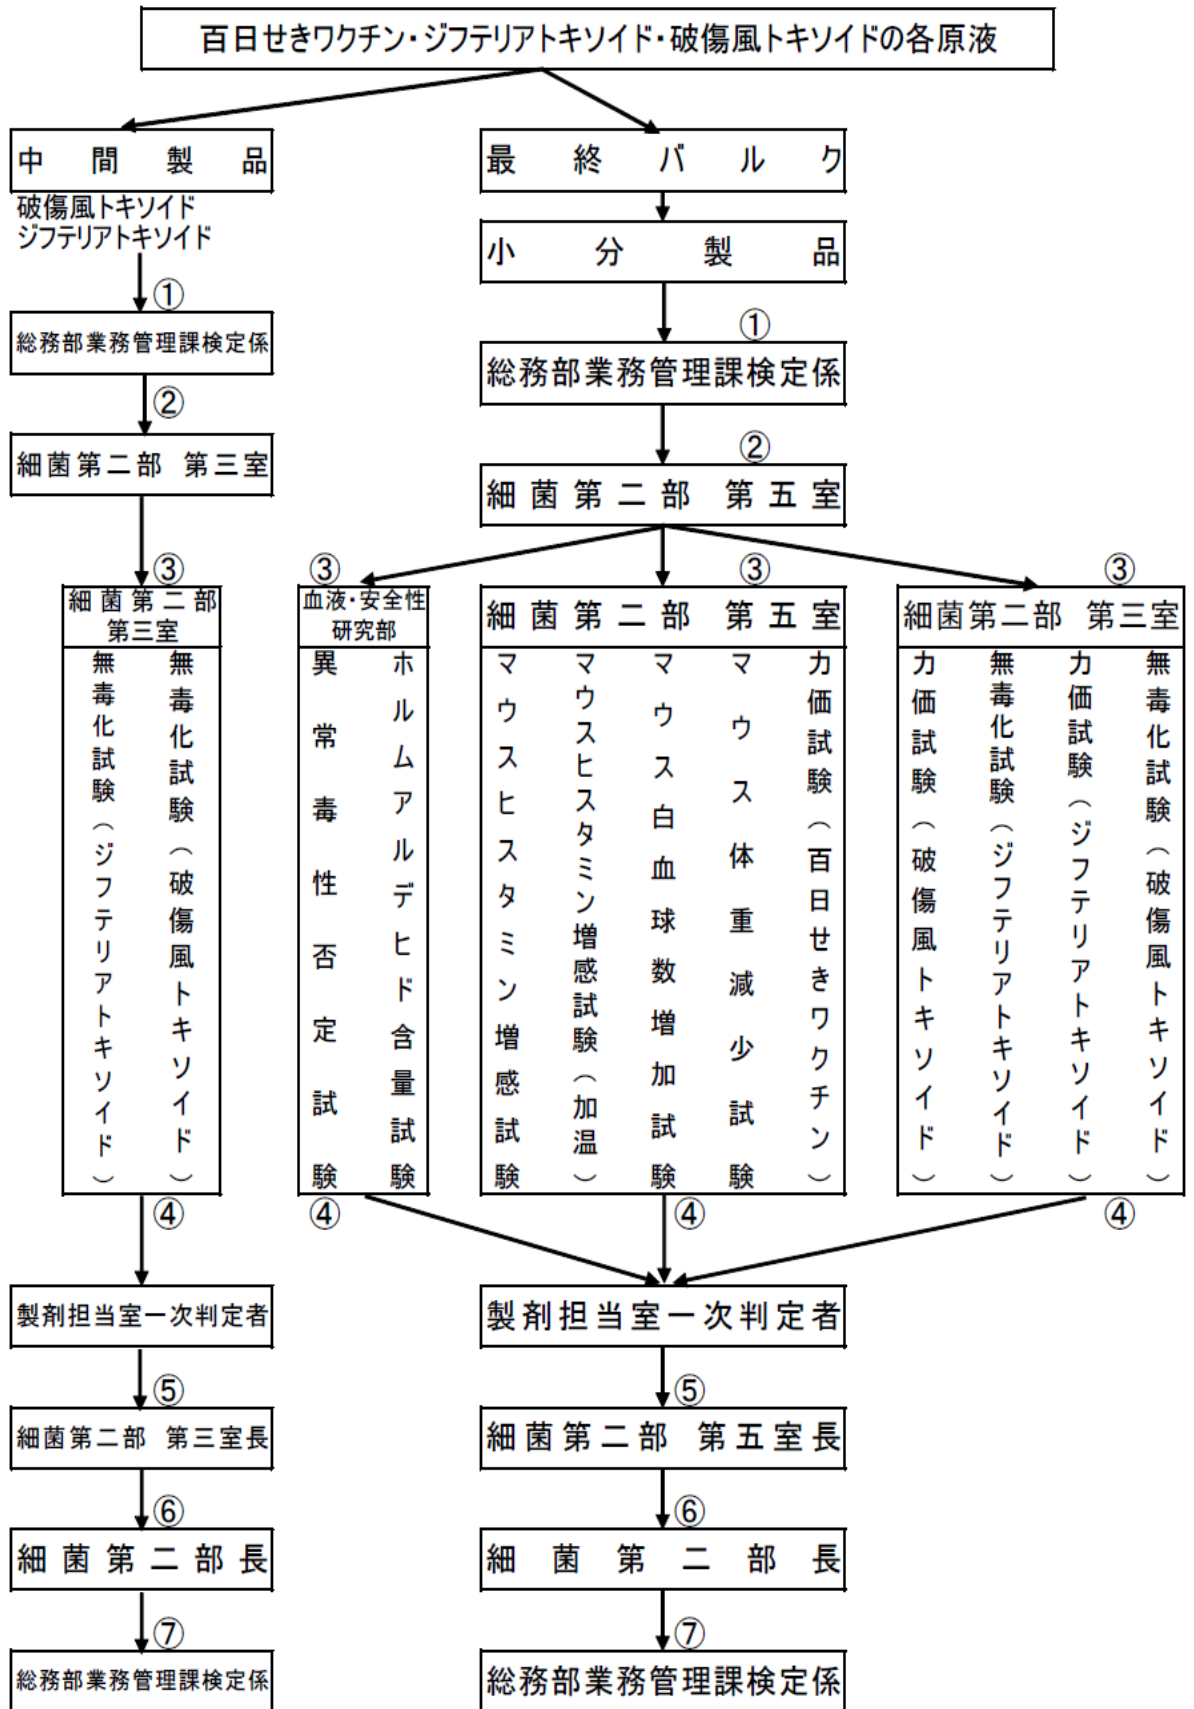 百日せきワクチン・ジフテリアトキソイド・破傷風トキソイドの各原液
中間製品
破傷風トキソイド
ジフテリアトキソイド
①
総務部業務管理課検定係
②
細菌第二部 第三室
③
細菌第二部
第三室
無毒化試験(破傷風トキソイド)
無毒化試験(ジフテリアトキソイド)
④
製剤担当室一次判定者
⑤
細菌第二部 第三室長
⑥
細菌第二部長
⑦
総務部業務管理課検定係
最終バルク
小分製品
①
総務部業務管理課検定係
②
細菌第二部 第五室
③
血液・安全性
研究部
ホルムアルデヒド含量試験
異常毒性否定試験
④
③
細菌第二部 第五室
力価試験(百日せきワクチン)
マウス体重減少試験
マウス白血球数増加試験
マウスヒスタミン増感試験(加温)
マウスヒスタミン増感試験
④
③
細菌第二部 第三室
無毒化試験(破傷風トキソイド)
力価試験(ジフテリアトキソイド)
無毒化試験(ジフテリアトキソイド)
力価試験(破傷風トキソイド)
④
製剤担当室一次判定者
⑤
細菌第二部 第五室長
⑥
細菌第二部長
⑦
総務部業務管理課検定係